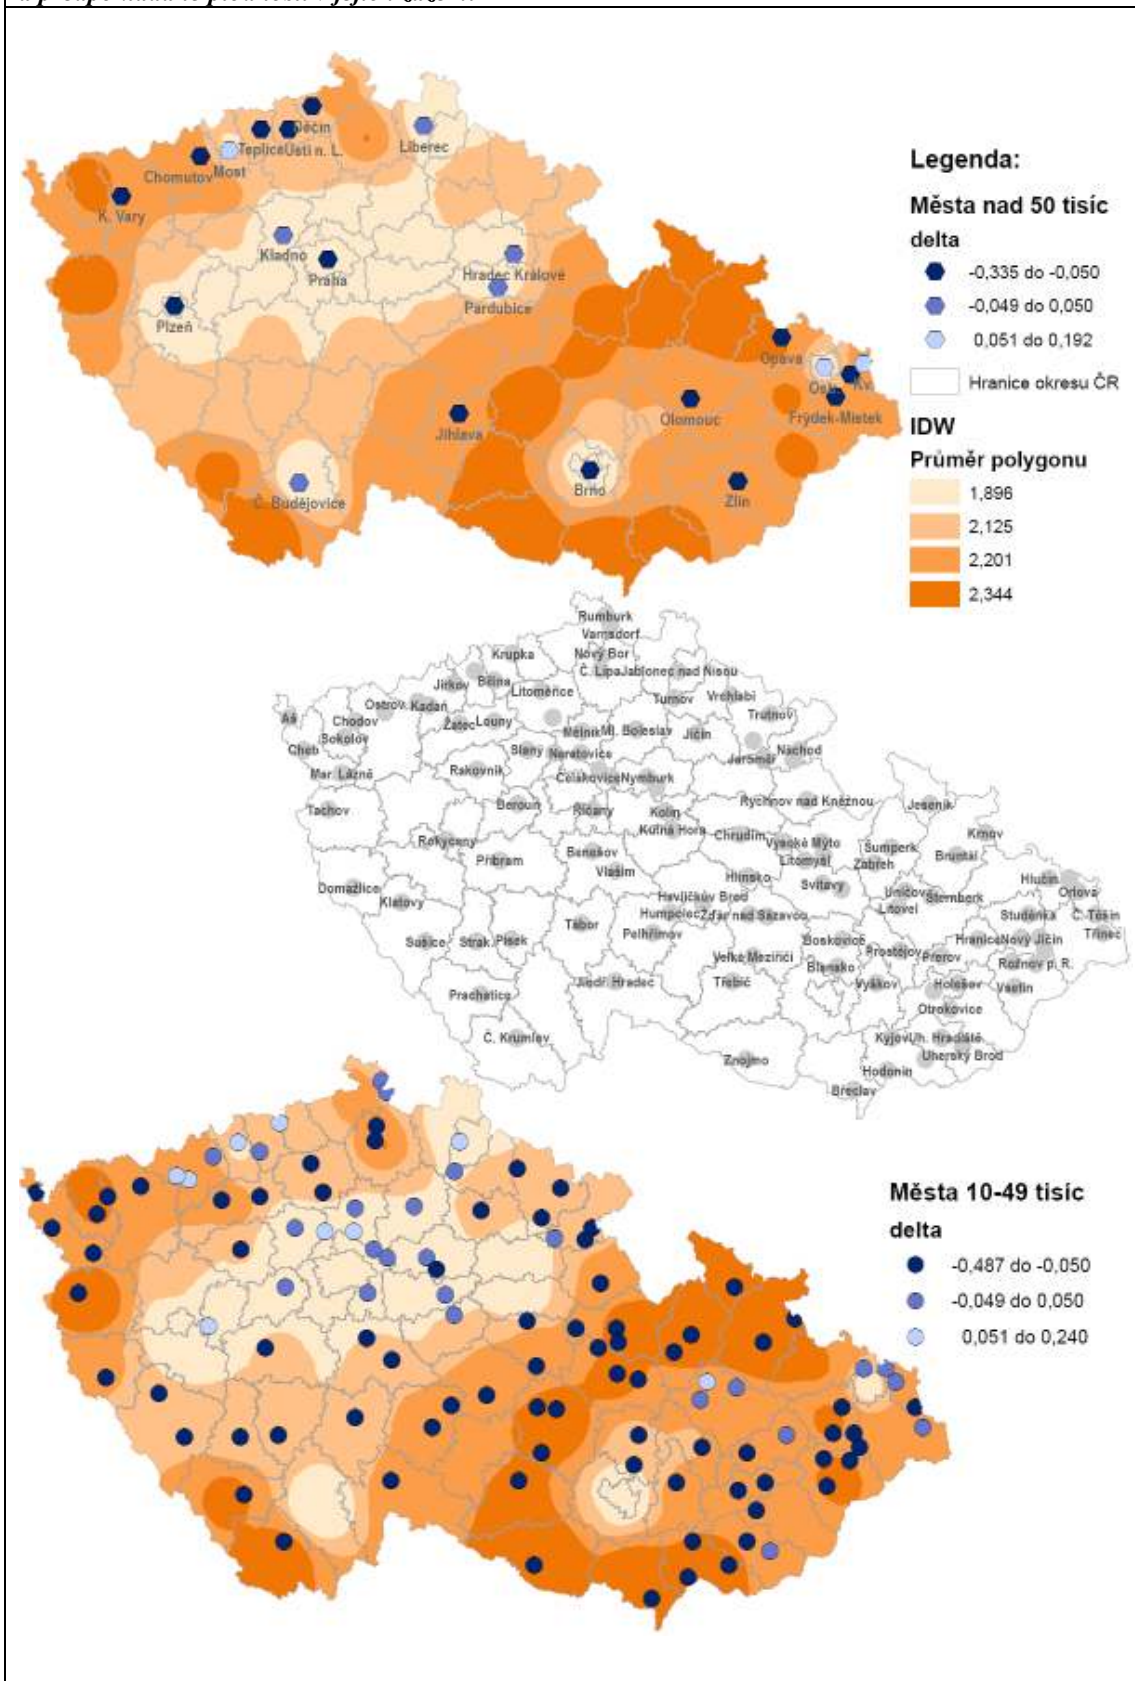 Děčín
Teplice Ústí n. L.
Liberec
Chomutov Most
K. Vary
Kladno
Praha
Hradec Králové
Pardubice
Plzeň
Opava
Frýdek-Místek
Olomouc
Jihlava
Brno
Zlín
Č. Budějovice
Legenda:
Města nad 50 tisíc
delta
-0,335 do -0,050
-0,049 do 0,050
0,051 do 0,192
Hranice okresu ČR
IDW
Průměr polygonu
1,896
2,125
2,201
2,344
Rumburk
Varnsdorf
Nový Bor
Krupka
Č. Lípa Jablonec nad Nisou
Jirkov Bílina Litoměřice
Turnov Vrchlabí
Ostrov Kadaň
Trutnov
Aš Chodov Žatec Louny
Mělník Ml. Boleslav Jičín
Sokolov
Cheb Slaný Neratovice
Jaroměř Náchod
Mar. Lázně Rakovník
Čelákovice Nymburk
Tachov Beroun Říčany Kolín
Rychnov nad Kněžnou Jeseník
Kutná Hora
Rokycany Chrudim Vysoké Mýto
Krnov
Příbram Benešov Litomyšl Šumperk
Bruntál
Vlašim Zábřeh
Domažlice Hlinsko Svitavy
Hlučín
Klatovy Havlíčkův Brod
Uničov Šternberk
Orlová
Humpolec Žďár nad Sázavou
Litovel Studénka Č. Těšín
Tábor Pelhřimov
Třinec
Sušice Strak. Písek
Boskovice Prostějov Přerov
Hranice Nový Jičín
Velké Meziříčí
Blansko Rožnov p. R.
Prachatice Jindř. Hradec Třebíč
Vyškov Holešov Vsetín
Otrokovice
Č. Krumlov
Kyjov Uh. Hradiště
Znojmo
Uherský Brod
Hodonín
Břeclav
Města 10-49 tisíc
delta
-0,487 do -0,050
-0,049 do 0,050
0,051 do 0,240